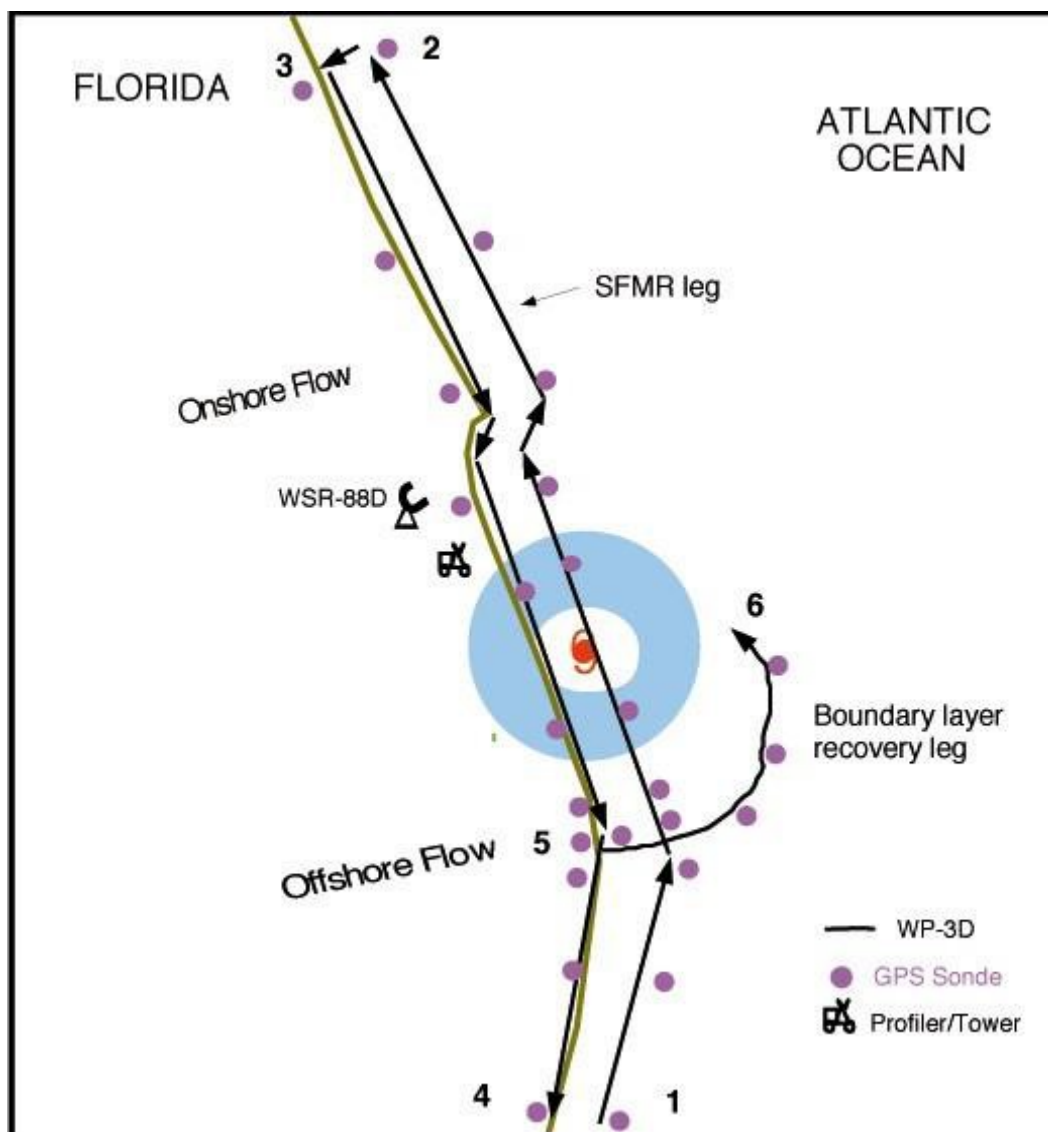 3
2
FLORIDA
ATLANTIC
OCEAN
SFMR leg
Onshore Flow
WSR-88D
6
Boundary layer
recovery leg
5
Offshore Flow
WP-3D
GPS Sonde
Profiler/Tower
4
1